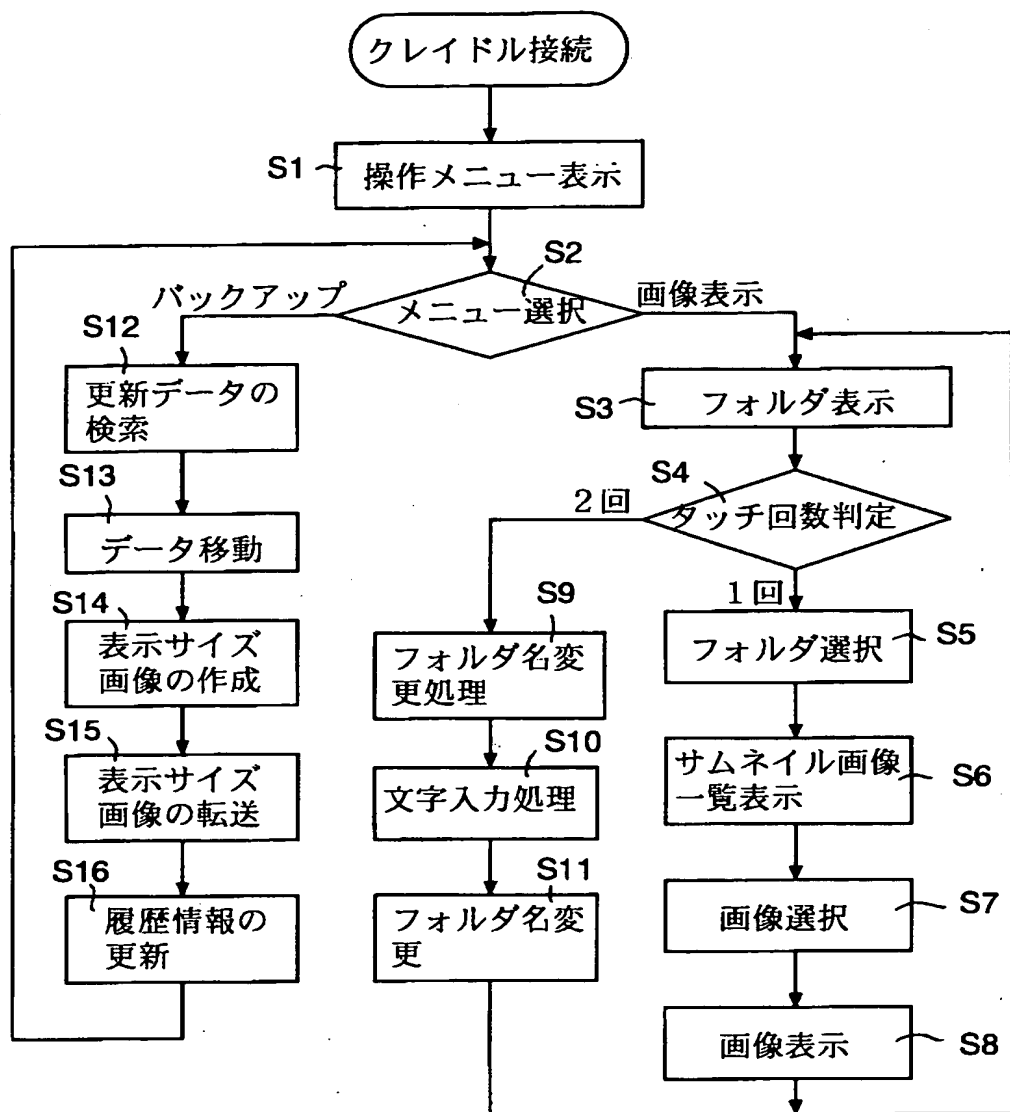 クレイドル接続
S1
操作メニュー表示
S2
メニュー選択
バックアップ
画像表示
S12
更新データの
検索
S13
データ移動
S14
表示サイズ
画像の作成
S15
表示サイズ
画像の転送
S16
履歴情報の
更新
S3
フォルダ表示
S4
タッチ回数判定
2回
1回
S9
フォルダ名変
更処理
S10
文字入力処理
S11
フォルダ名変
更
S5
フォルダ選択
S6
サムネイル画像
一覧表示
S7
画像選択
S8
画像表示